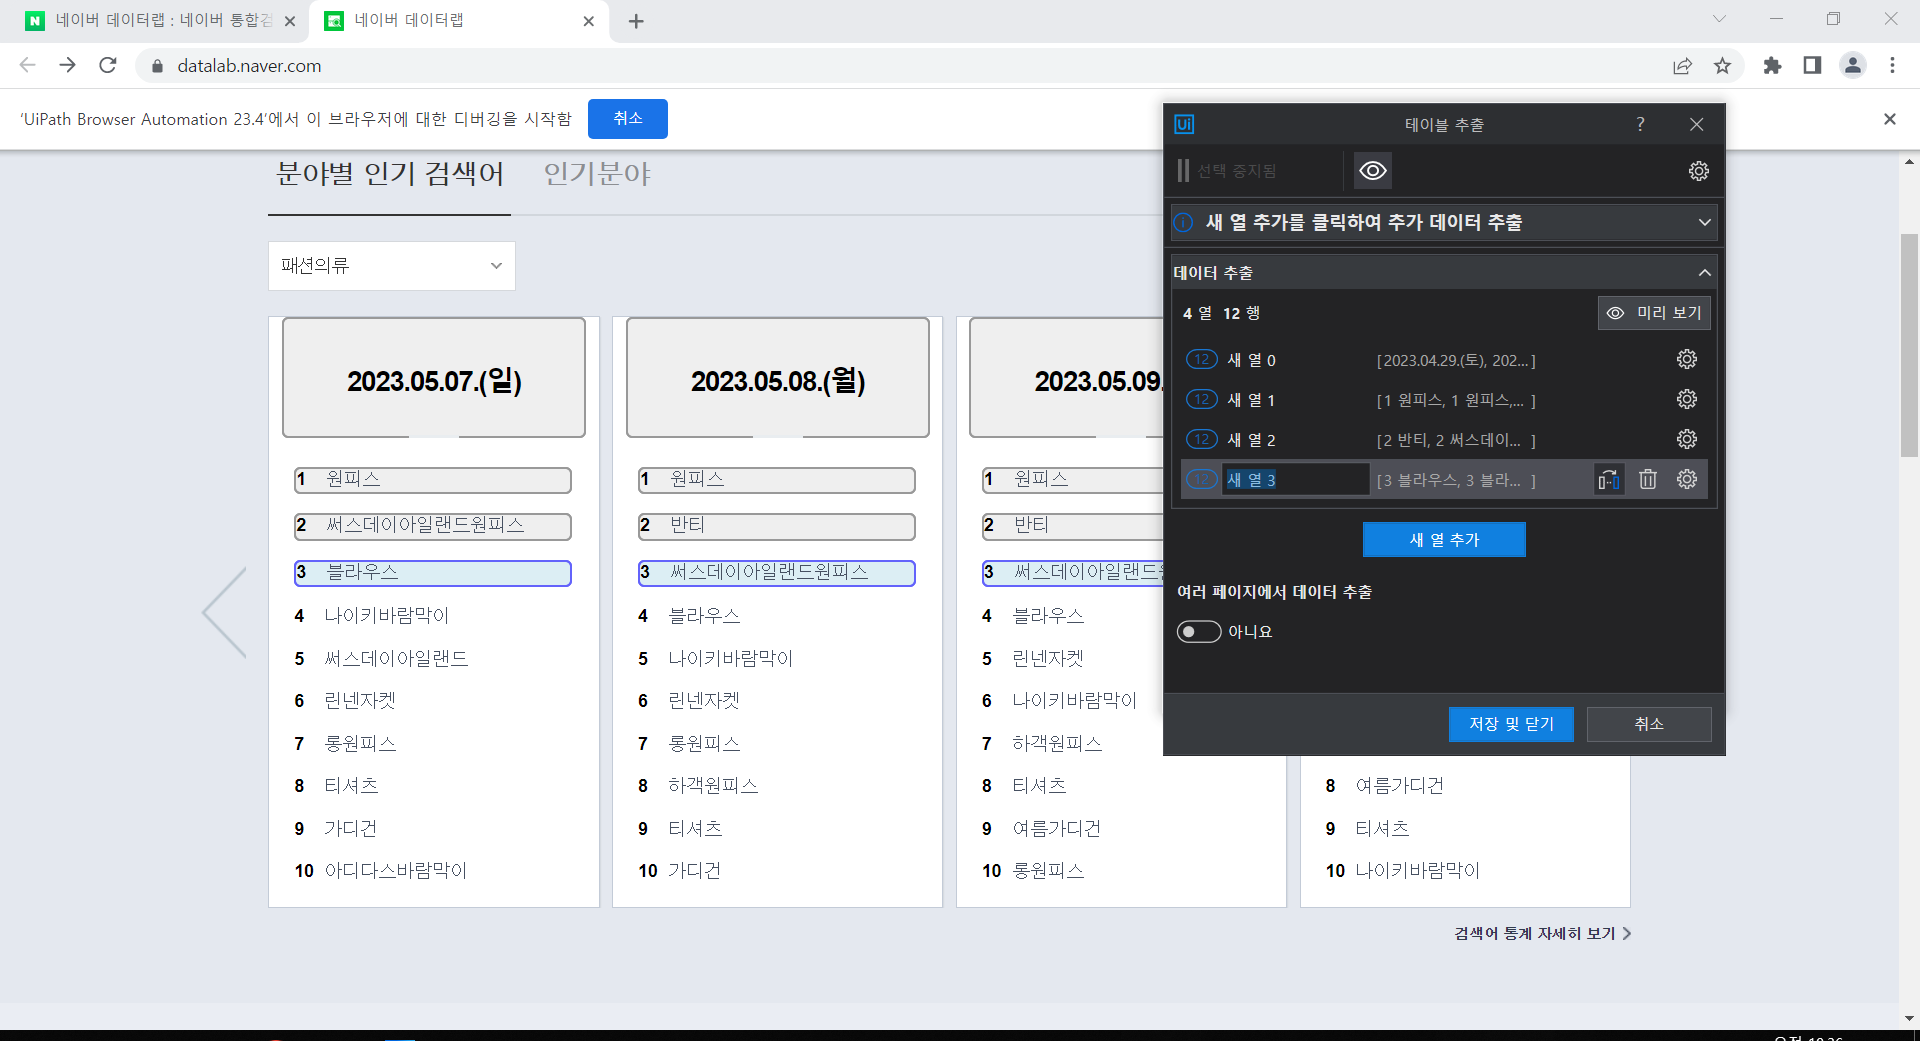 네이버 데이터랩 : 네이버 통합검
네이버 데이터랩
datalab.naver.com
'UiPath Browser Automation 23.4'에서 이 브라우저에 대한 디버깅을 시작함
취소
분야별 인기 검색어
인기분야
패션의류
2023.05.07.(일)
1 원피스
2 써스데이아일랜드원피스
3 블라우스
4 나이키바람막이
5 써스데이아일랜드
6 린넨자켓
7 롱원피스
8 티셔츠
9 가디건
10 아디다스바람막이
2023.05.08.(월)
1 원피스
2 반티
3 써스데이아일랜드원피스
4 블라우스
5 나이키바람막이
6 린넨자켓
7 롱원피스
8 하객원피스
9 티셔츠
10 가디건
2023.05.09.
1 원피스
2 반티
3 써스데이아일랜드
4 블라우스
5 린넨자켓
6 나이키바람막이
7 하객원피스
8 티셔츠
9 여름가디건
10 롱원피스
8 여름가디건
9 티셔츠
10 나이키바람막이
검색어 통계 자세히 보기
Ui
테이블 추출
?
선택 중지됨
새 열 추가를 클릭하여 추가 데이터 추출
데이터 추출
4 열 12 행
미리 보기
12 새 열 0 [2023.04.29.(토), 202... ]
12 새 열 1 [1 원피스, 1 원피스,... ]
12 새 열 2 [2 반티, 2 써스데이... ]
12 새 열 3 [3 블라우스, 3 블라... ]
새 열 추가
여러 페이지에서 데이터 추출
아니요
저장 및 닫기
취소